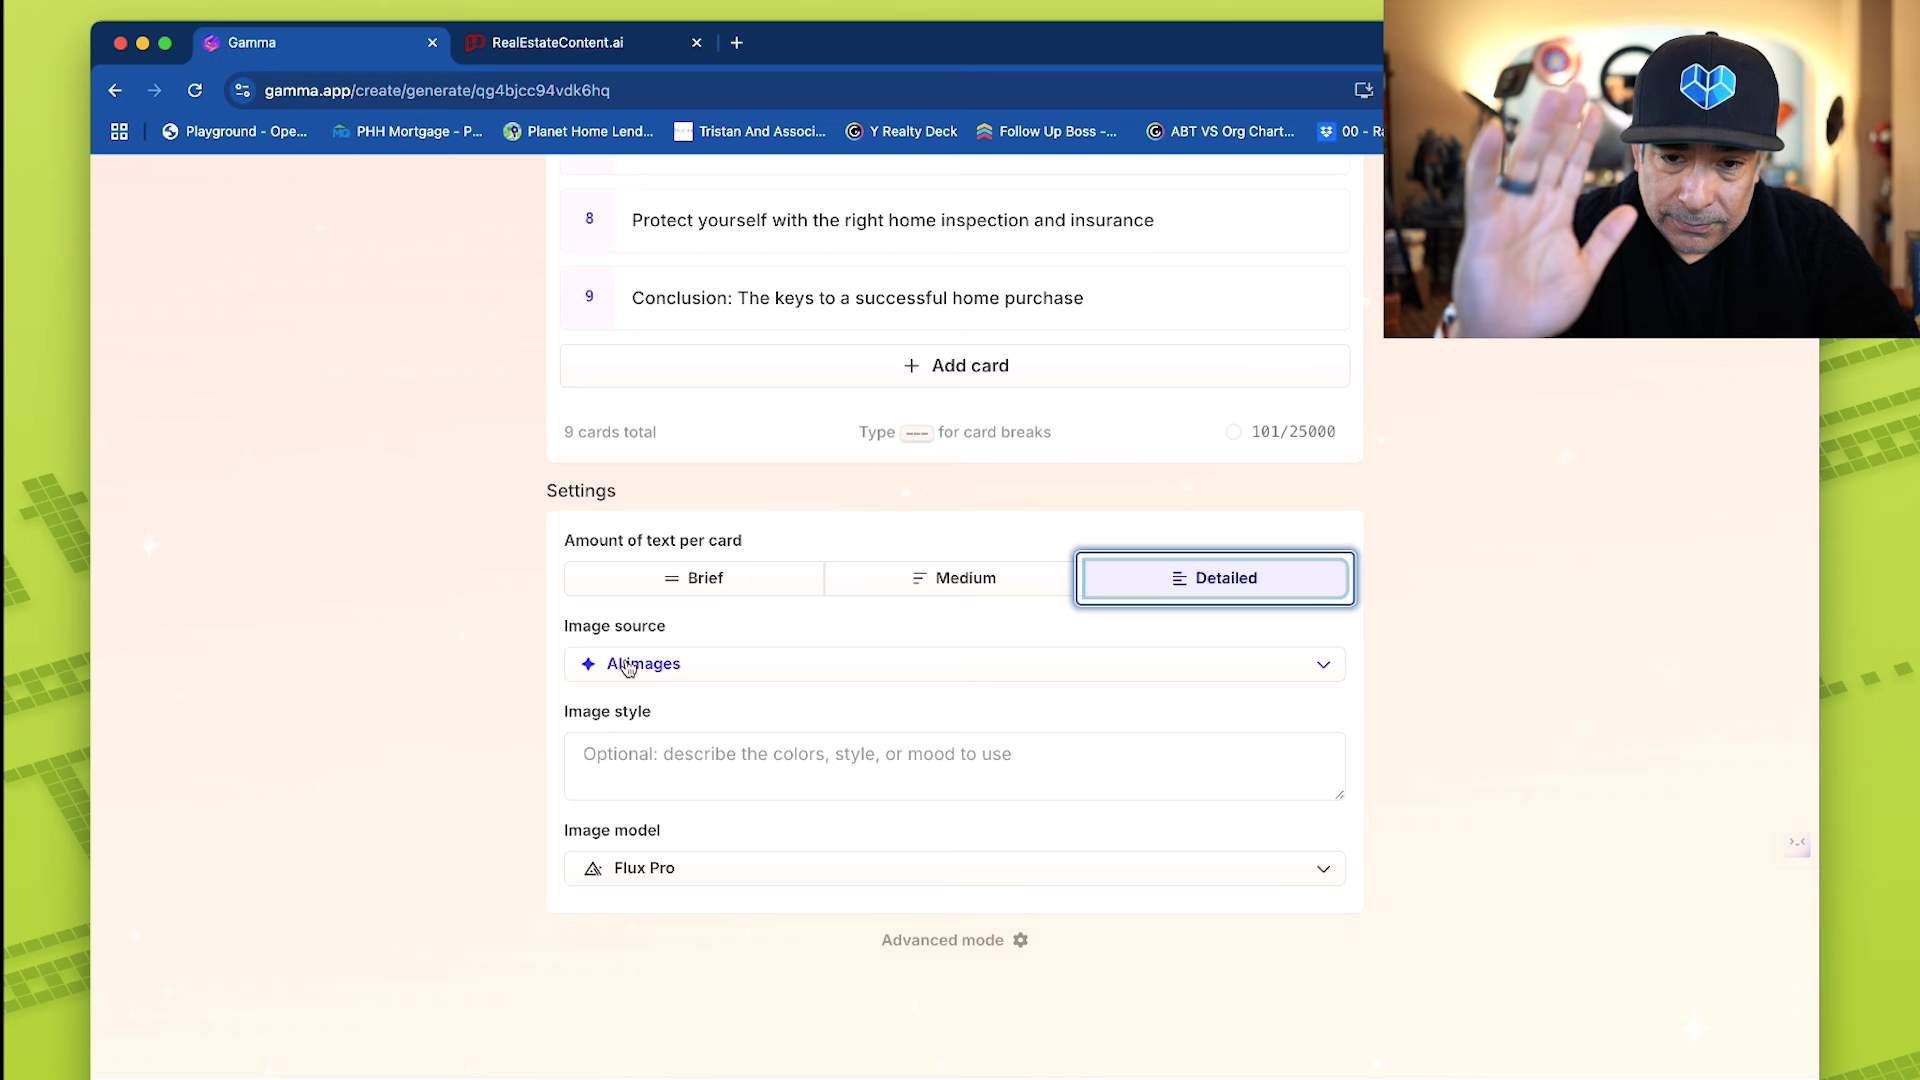 Gamma
RealEstateContent.ai
gamma.app/create/generate/qg4bjcc94vdk6hq
Playground - Ope...
PHH Mortgage - P...
Planet Home Lend...
Tristan And Associ...
Y Realty Deck
Follow Up Boss -...
ABT VS Org Chart...
00 - Ra
8 Protect yourself with the right home inspection and insurance
9 Conclusion: The keys to a successful home purchase
+ Add card
9 cards total
Type --- for card breaks
101/25000
Settings
Amount of text per card
Brief
Medium
Detailed
Image source
AI images
Image style
Optional: describe the colors, style, or mood to use
Image model
Flux Pro
Advanced mode